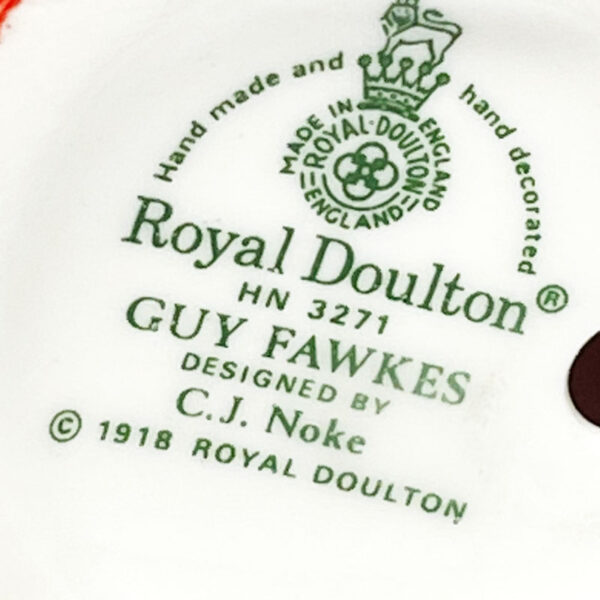 Hand made and hand decorated
MADE IN ENGLAND
ROYAL·DOULTON
ENGLAND
Royal Doulton®
HN 3271
GUY FAWKES
DESIGNED BY
C.J. Noke
© 1918 ROYAL DOULTON